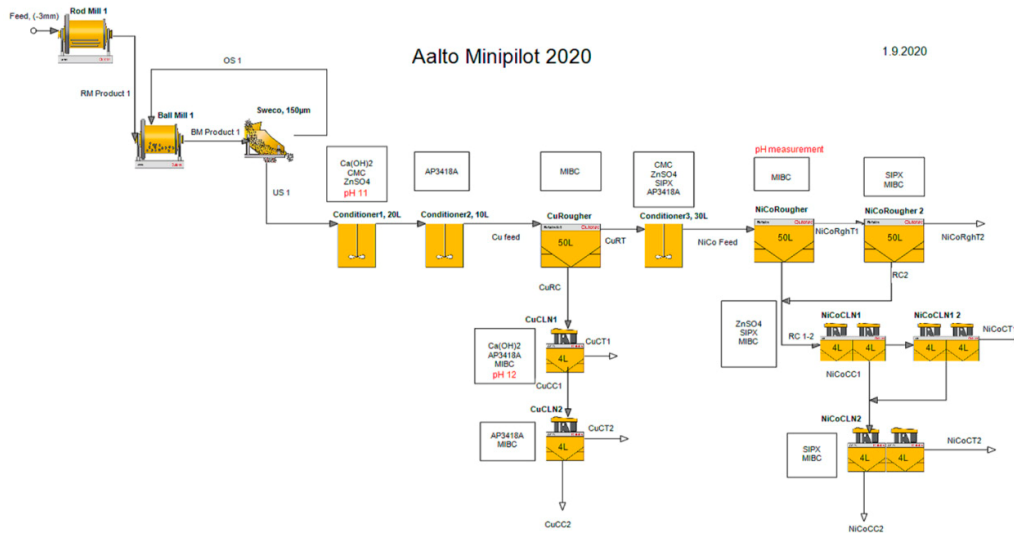 Aalto Minipilot 2020
1.9.2020
Rod Mill 1
Feed, (-3mm)
RM Product 1
OS 1
Ball Mill 1
BM Product 1
Sweco, 150µm
US 1
Ca(OH)2
CMC
ZnSO4
pH 11
AP3418A
MIBC
CMC
ZnSO4
SIPX
AP3418A
pH measurement
MIBC
SIPX
MIBC
Conditioner1, 20L
Conditioner2, 10L
Cu feed
CuRougher
50L
CuRT
Conditioner3, 30L
NiCo Feed
NiCoRougher
50L
NiCoRghT1
NiCoRougher 2
50L
NiCoRghT2
CuRC
RC2
CuCLN1
4L
CuCT1
Ca(OH)2
AP3418A
MIBC
pH 12
CuCC1
CuCLN2
4L
CuCT2
AP3418A
MIBC
CuCC2
ZnSO4
SIPX
MIBC
RC 1-2
NiCoCLN1
4L
4L
NiCoCLN1 2
4L
4L
NiCoCT1
NiCoCC1
NiCoCLN2
4L
4L
NiCoCT2
SIPX
MIBC
NiCoCC2